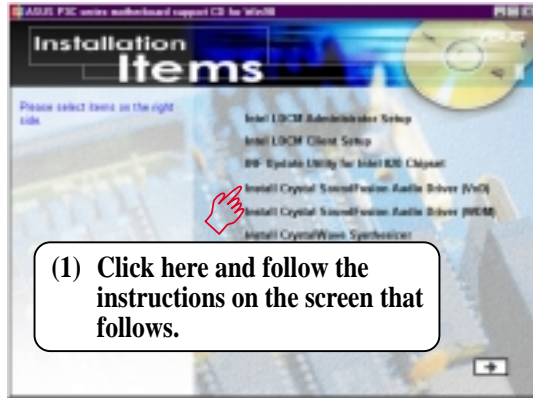 ASUS P3C series motherboard support CD for Win98
Installation
Items
Please select items on the right
side.
Intel LDCM Administrator Setup
Intel LDCM Client Setup
INF Update Utility for Intel 820 Chipset
Install Crystal SoundFusion Audio Driver (VxD)
Install Crystal SoundFusion Audio Driver (WDM)
Install CrystalWave Synthesizer
(1) Click here and follow the
instructions on the screen that
follows.